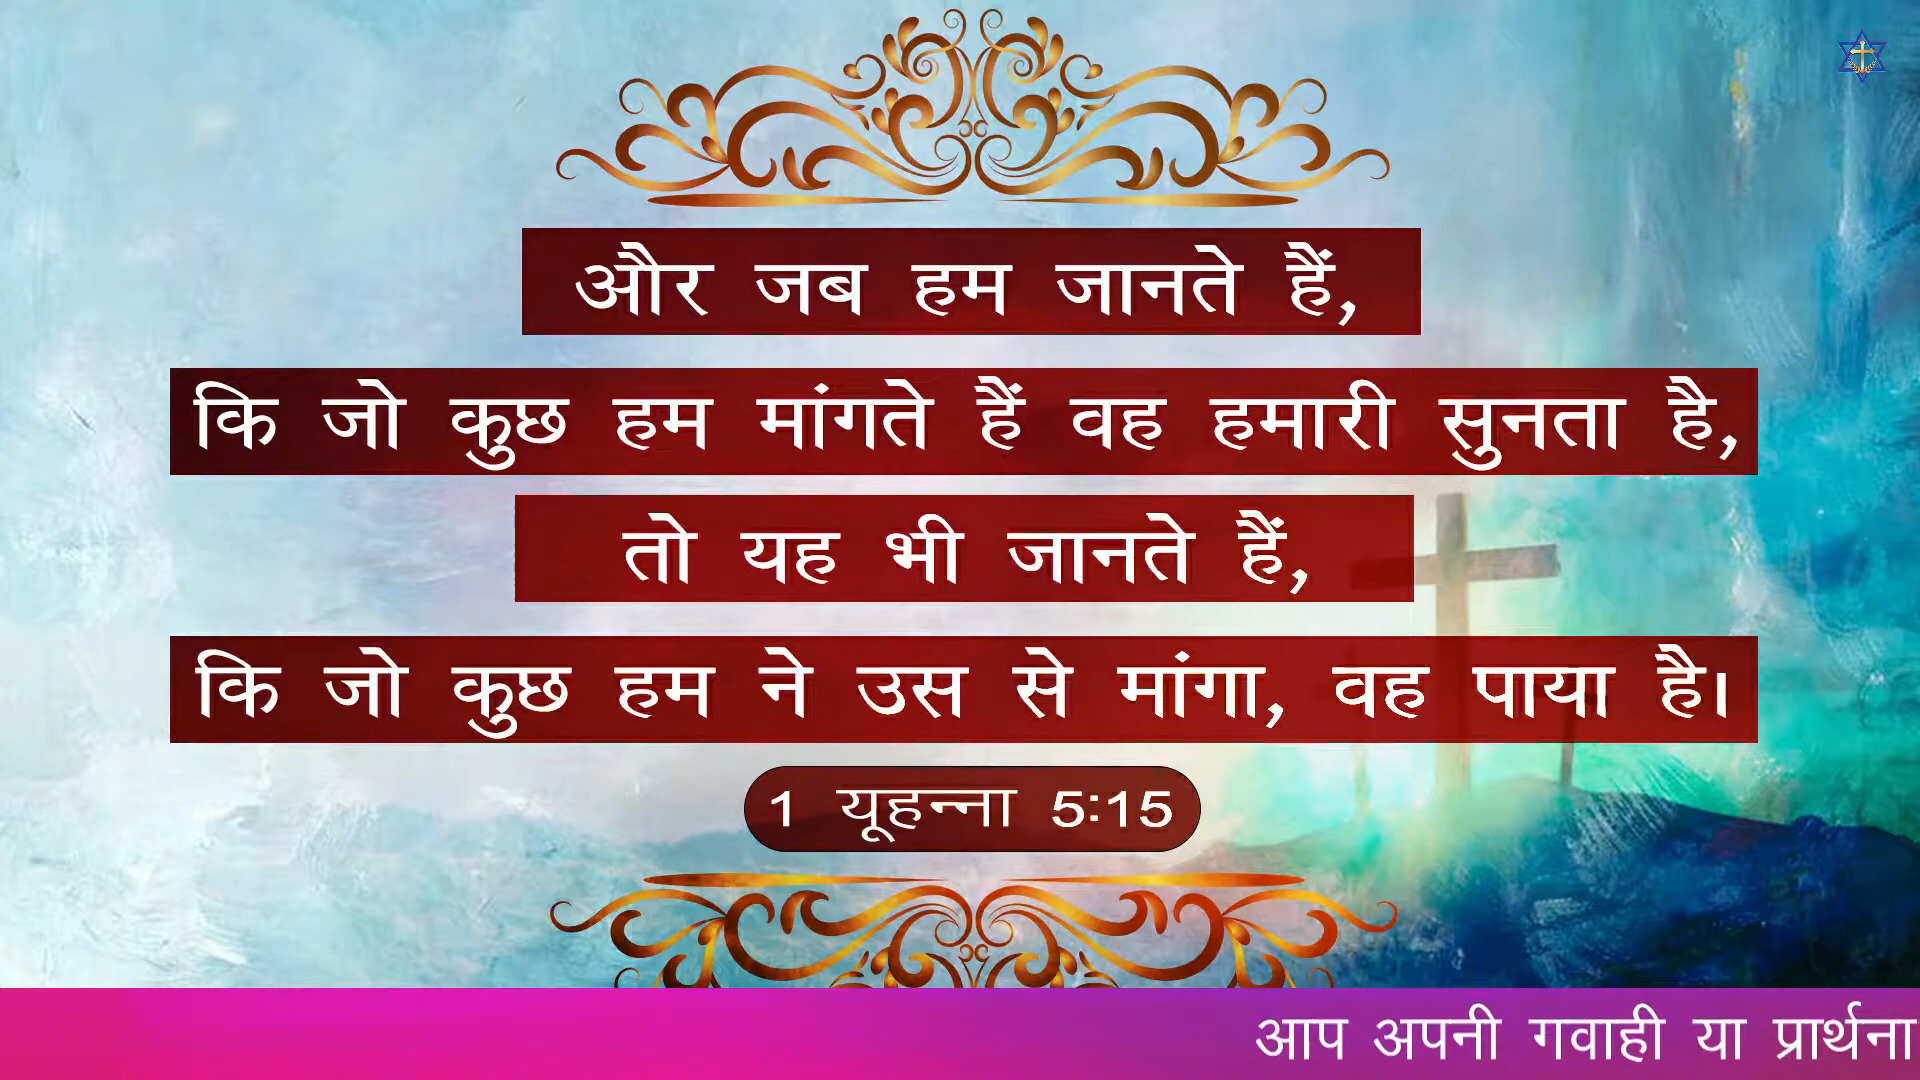 और जब हम जानते हैं,
कि जो कुछ हम मांगते हैं वह हमारी सुनता है,
तो यह भी जानते हैं,
कि जो कुछ हम ने उस से मांगा, वह पाया है।
1 यूहन्ना 5:15
आप अपनी गवाही या प्रार्थना